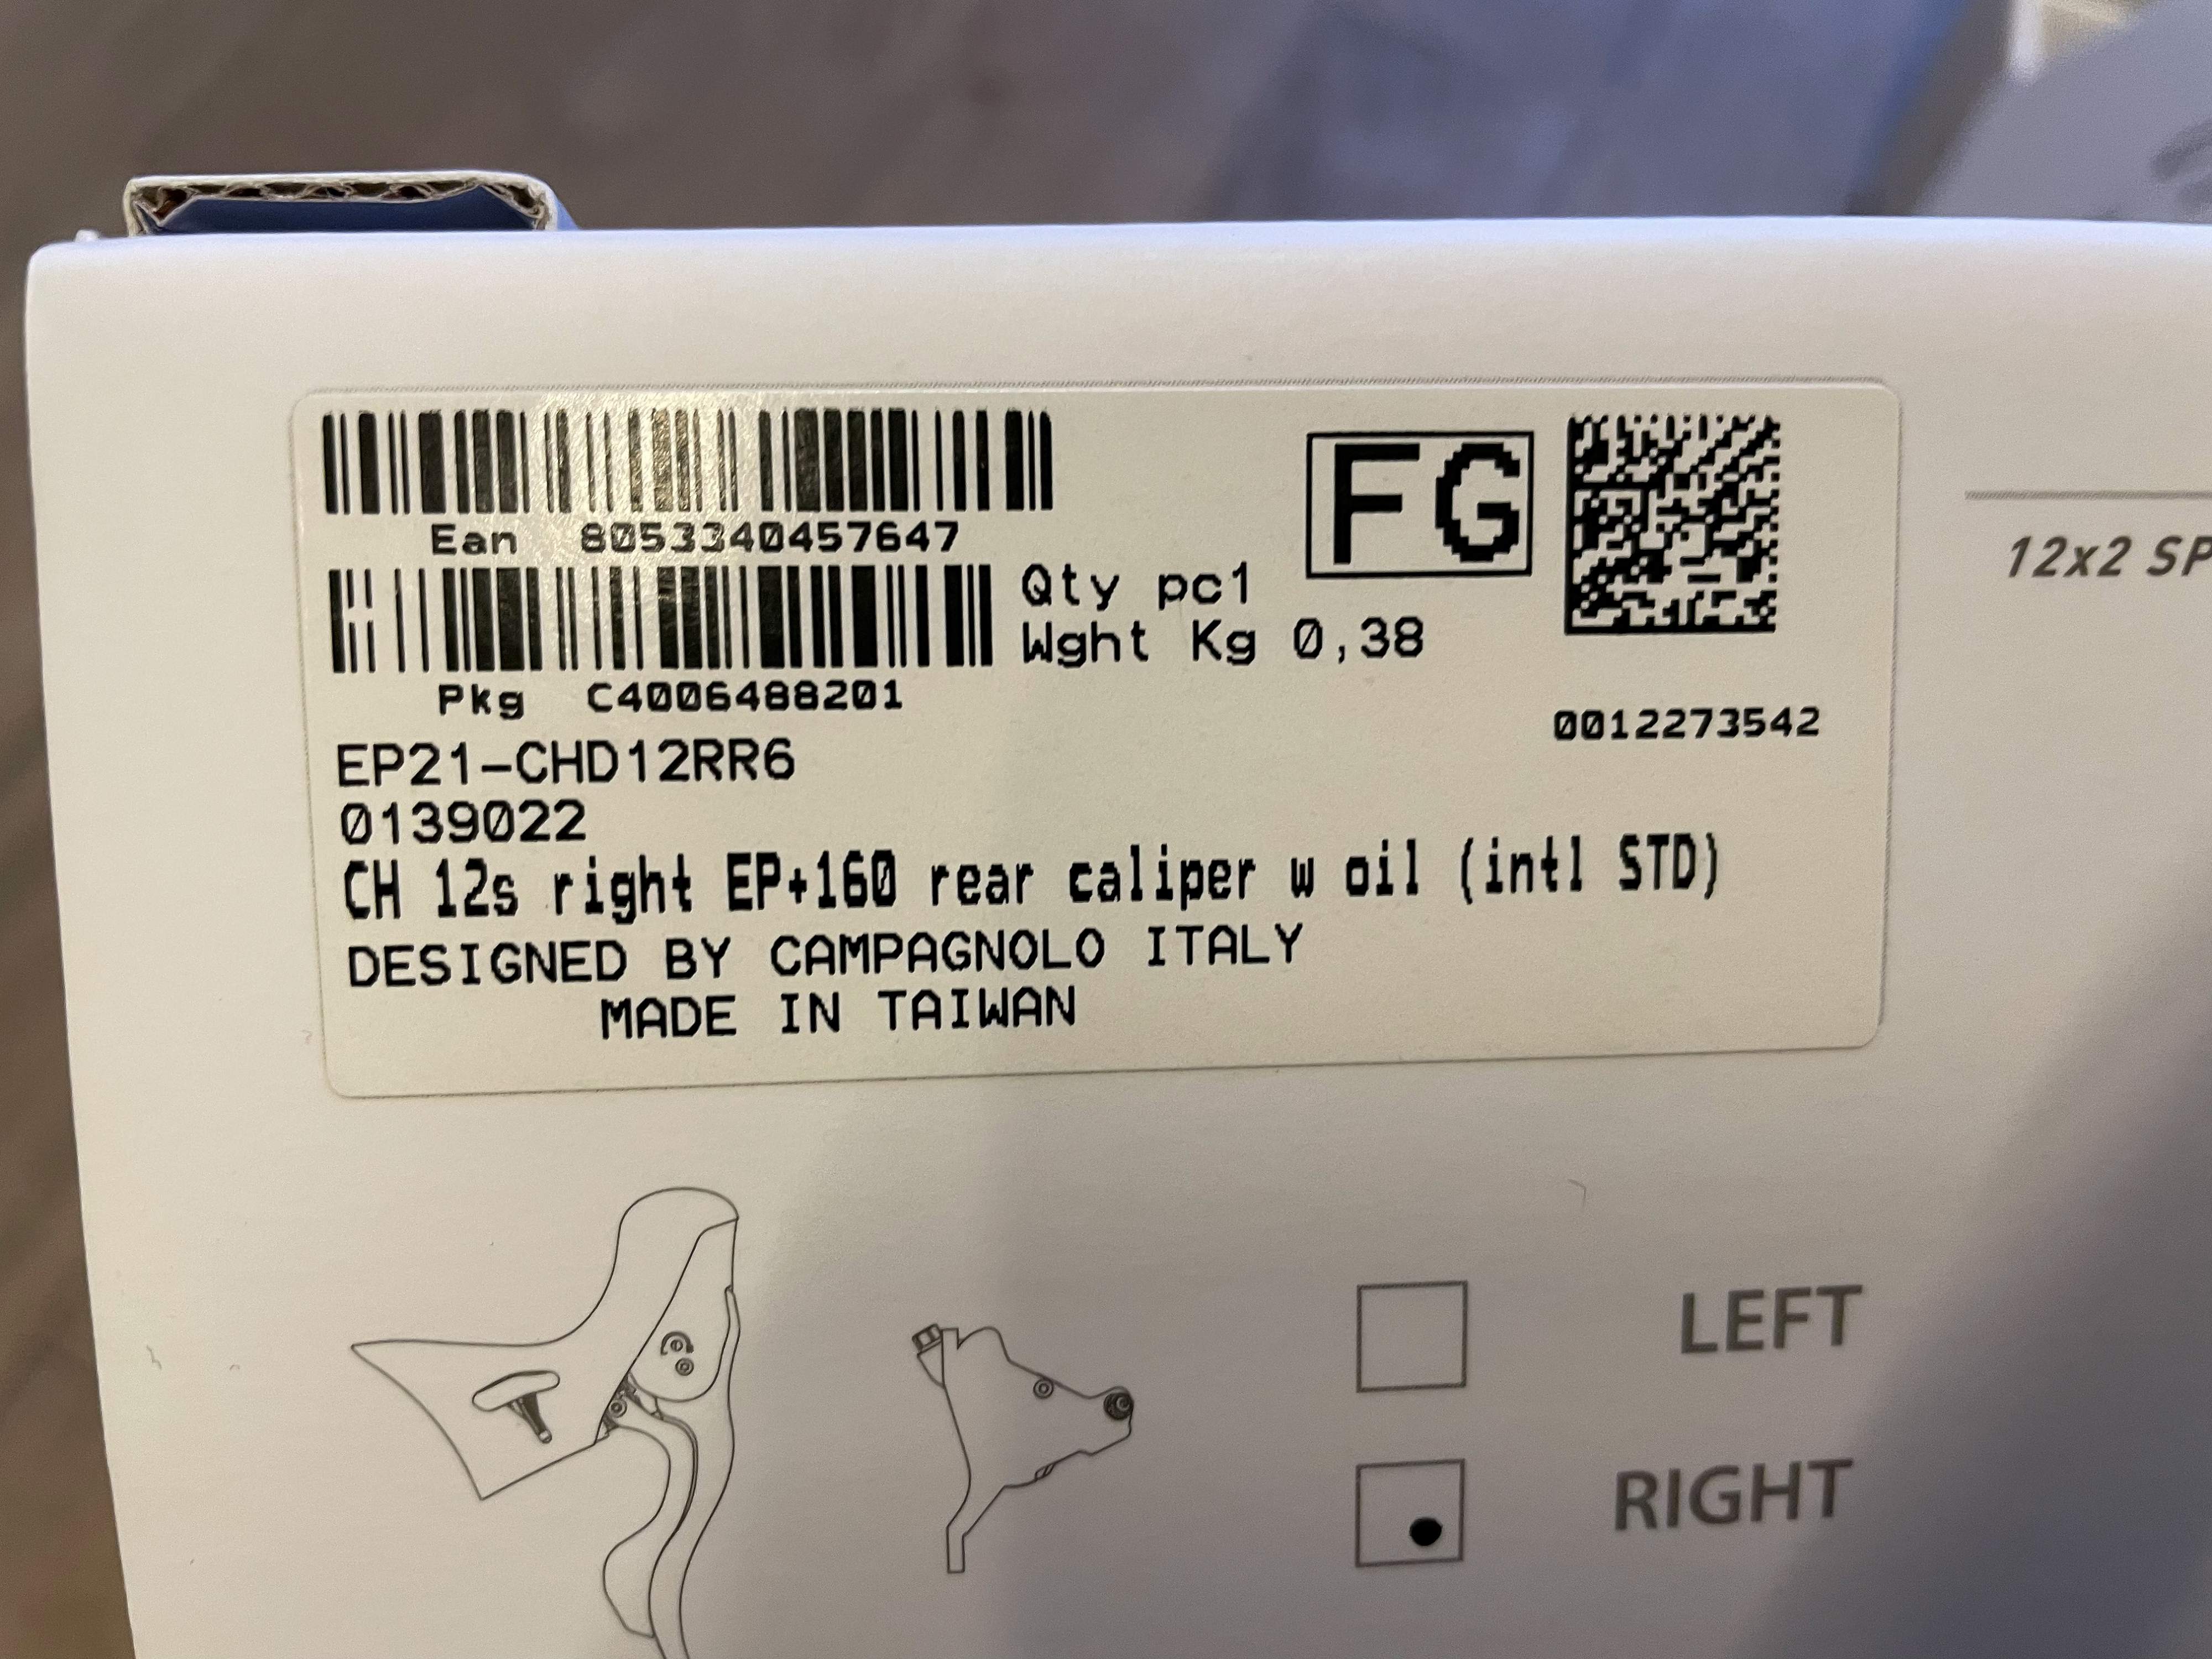 Ean 8053340457647
FG
Qty pc1
Wght Kg 0,38
Pkg C4006488201
0012273542
EP21-CHD12RR6
0139022
CH 12s right EP+160 rear caliper w oil (intl STD)
DESIGNED BY CAMPAGNOLO ITALY
MADE IN TAIWAN
12x2 SP
LEFT
RIGHT